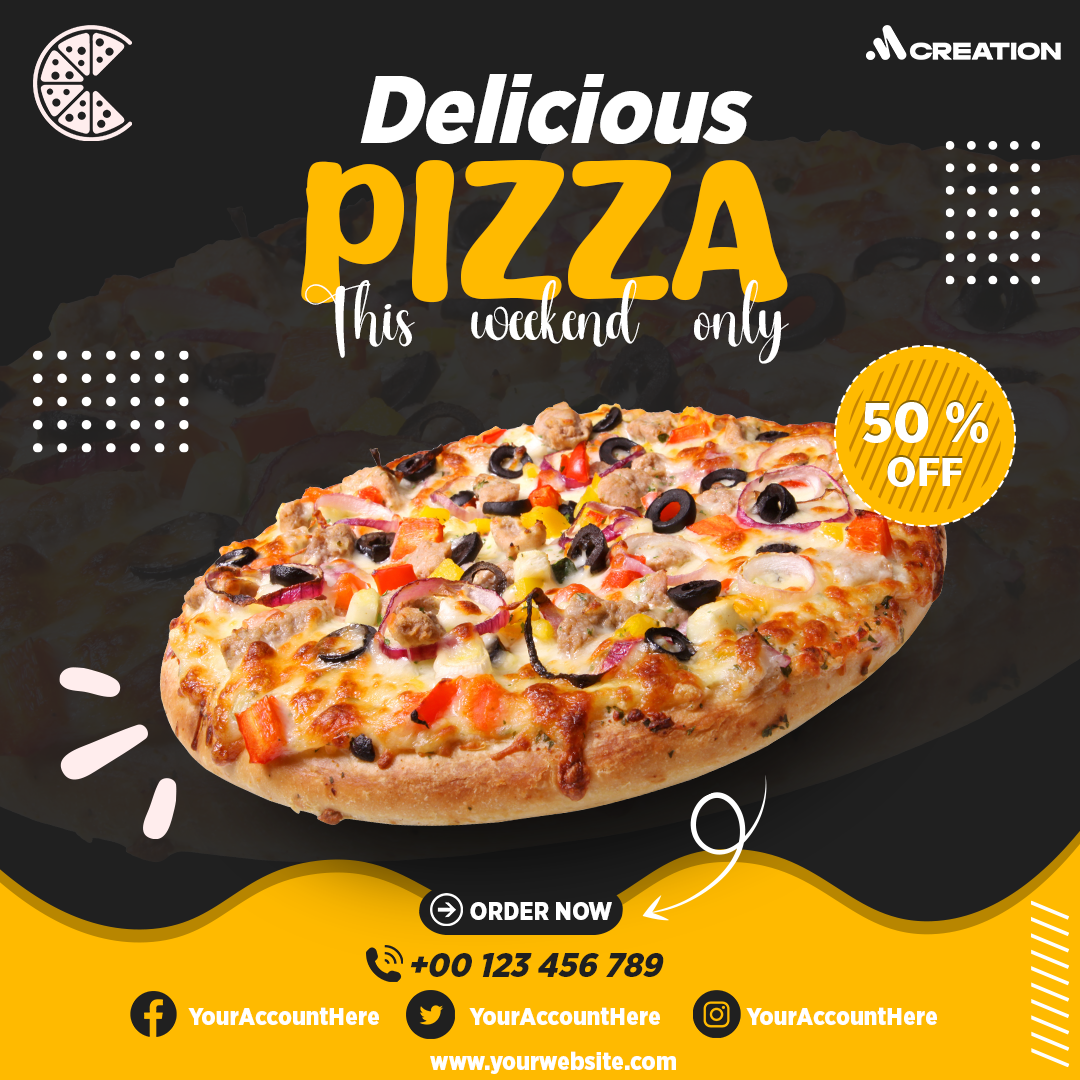 CREATION
Delicious
PIZZA
This weekend only
50 %
OFF
ORDER NOW
+00 123 456 789
YourAccountHere YourAccountHere YourAccountHere
www.yourwebsite.com